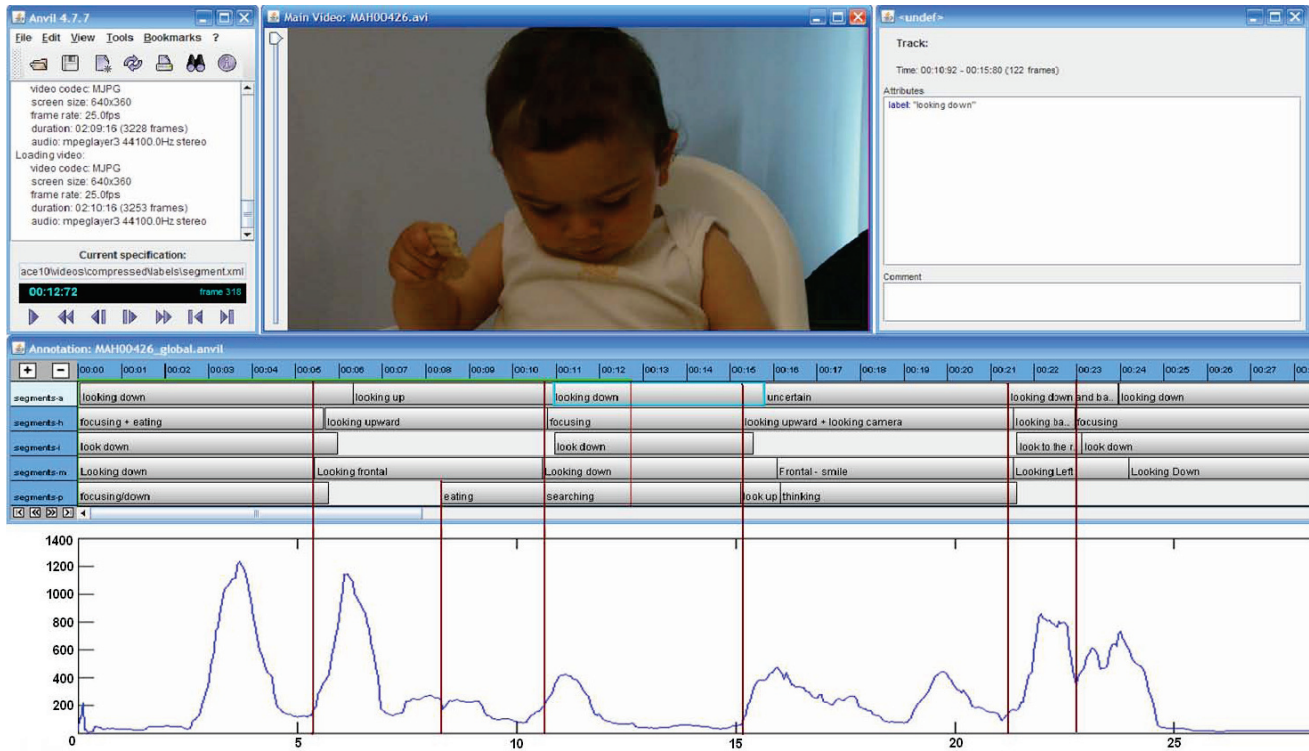 Anvil 4.7.7
File Edit View Tools Bookmarks ?
video codec: MJPG
screen size: 640x360
frame rate: 25.0fps
duration: 02:09:16 (3228 frames)
audio: mpeglayer3 44100.0Hz stereo
Loading video:
video codec: MJPG
screen size: 640x360
frame rate: 25.0fps
duration: 02:10:16 (3253 frames)
audio: mpeglayer3 44100.0Hz stereo
Current specification:
ace10\videos\compressed\labels\segment.xml
00:12:72 frame 318
Main Video: MAH00426.avi
<undef>
Track:
Time: 00:10:92 - 00:15:80 (122 frames)
Attributes
label: "looking down"
Comment
Annotation: MAH00426_global.anvil
+ - 00:00 00:01 00:02 00:03 00:04 00:05 00:06 00:07 00:08 00:09 00:10 00:11 00:12 00:13 00:14 00:15 00:16 00:17 00:18 00:19 00:20 00:21 00:22 00:23 00:24 00:25 00:26 00:27 00:
segments-a looking down looking up looking down uncertain looking down and ba.. looking down
segments-h focusing + eating looking upward focusing looking upward + looking camera looking ba.. focusing
segments-i look down look down look to the r. look down
segments-m Looking down Looking frontal Looking down Frontal - smile Looking Left Looking Down
segments-p focusing/down eating searching look up thinking
1400
1200
1000
800
600
400
200
0 5 10 15 20 25